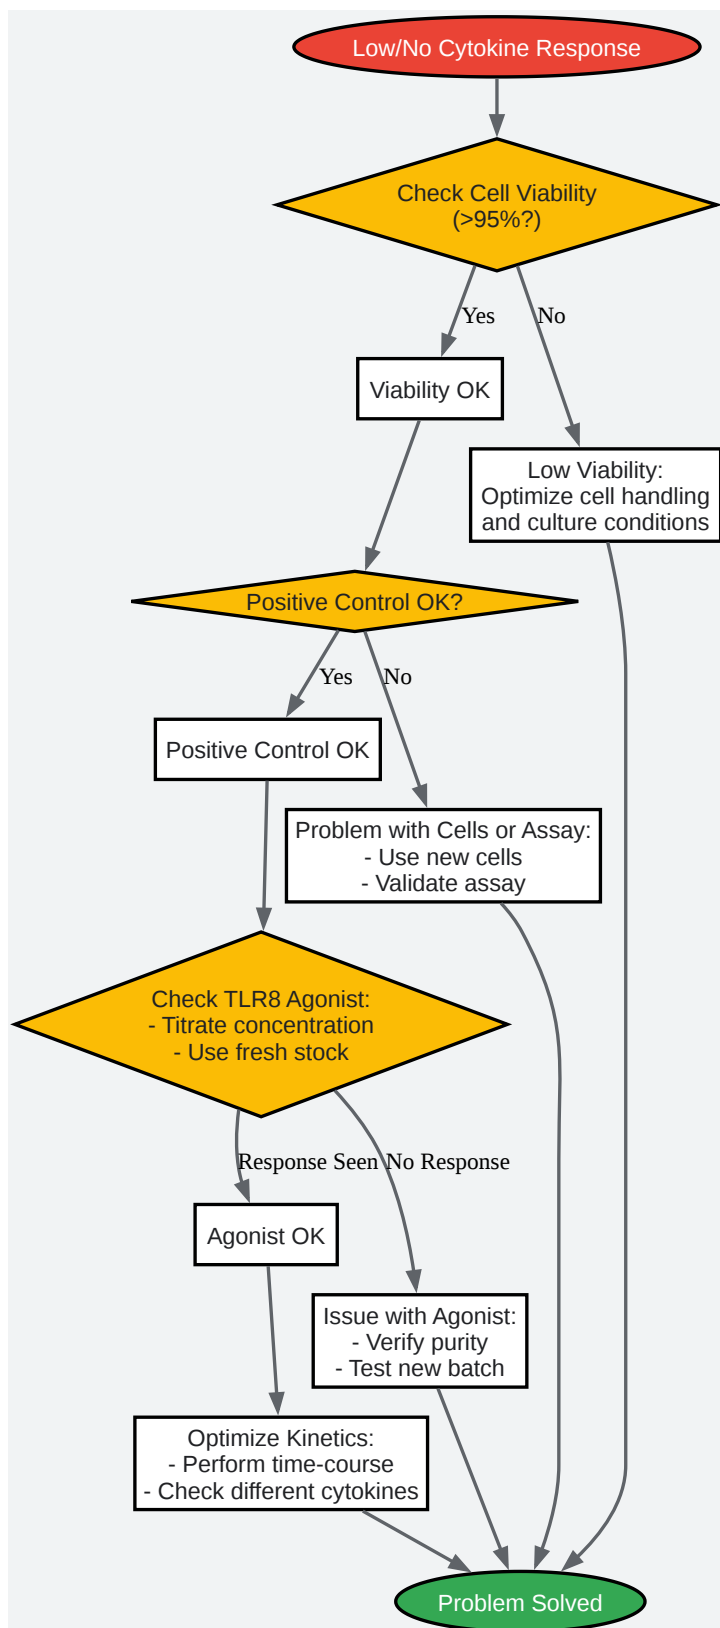 Low/No Cytokine Response
Check Cell Viability
(>95%?)
Yes
No
Viability OK
Low Viability:
Optimize cell handling
and culture conditions
Positive Control OK?
Yes
No
Positive Control OK
Problem with Cells or Assay:
- Use new cells
- Validate assay
Check TLR8 Agonist:
- Titrate concentration
- Use fresh stock
Response Seen
No Response
Agonist OK
Issue with Agonist:
- Verify purity
- Test new batch
Optimize Kinetics:
- Perform time-course
- Check different cytokines
Problem Solved